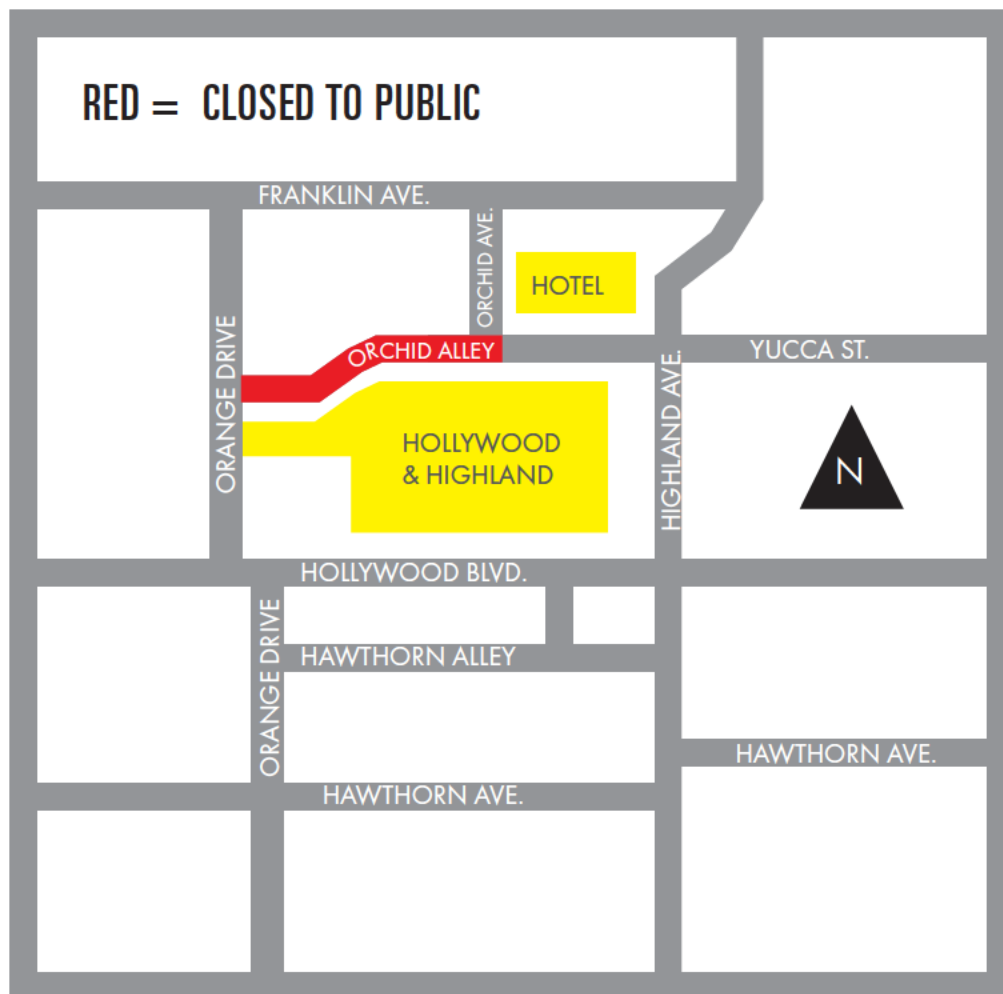 RED = CLOSED TO PUBLIC
FRANKLIN AVE.
ORCHID AVE.
HOTEL
ORANGE DRIVE
ORCHID ALLEY
YUCCA ST.
HIGHLAND AVE.
HOLLYWOOD
& HIGHLAND
N
HOLLYWOOD BLVD.
ORANGE DRIVE
HAWTHORN ALLEY
HAWTHORN AVE.
HAWTHORN AVE.